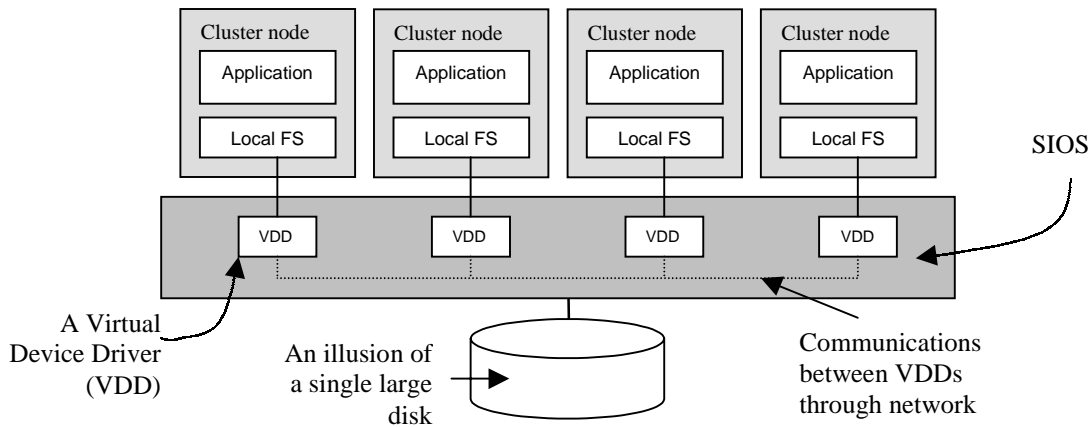 Cluster node
Application
Local FS
Cluster node
Application
Local FS
Cluster node
Application
Local FS
Cluster node
Application
Local FS
SIOS
VDD
VDD
VDD
VDD
A Virtual
Device Driver
(VDD)
An illusion of
a single large
disk
Communications
between VDDs
through network